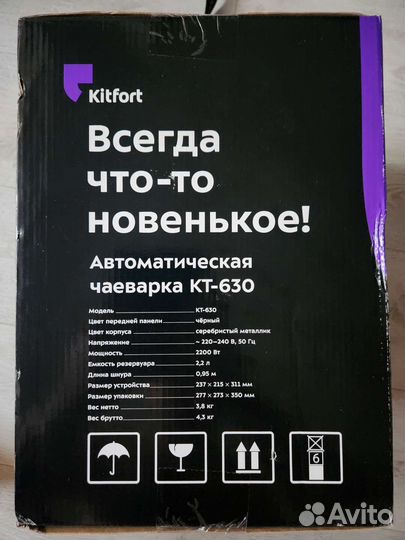 Kitfort
Всегда
что-то
новенькое!
Автоматическая
чаеварка КТ-630
Модель КТ-630
Цвет передней панели чёрный
Цвет корпуса серебристый металлик
Напряжение ~ 220–240 В, 50 Гц
Мощность 2200 Вт
Емкость резервуара 2,2 л
Длина шнура 0,95 м
Размер устройства 237 × 215 × 311 мм
Размер упаковки 277 × 273 × 350 мм
Вес нетто 3,8 кг
Вес брутто 4,3 кг
6
Avito